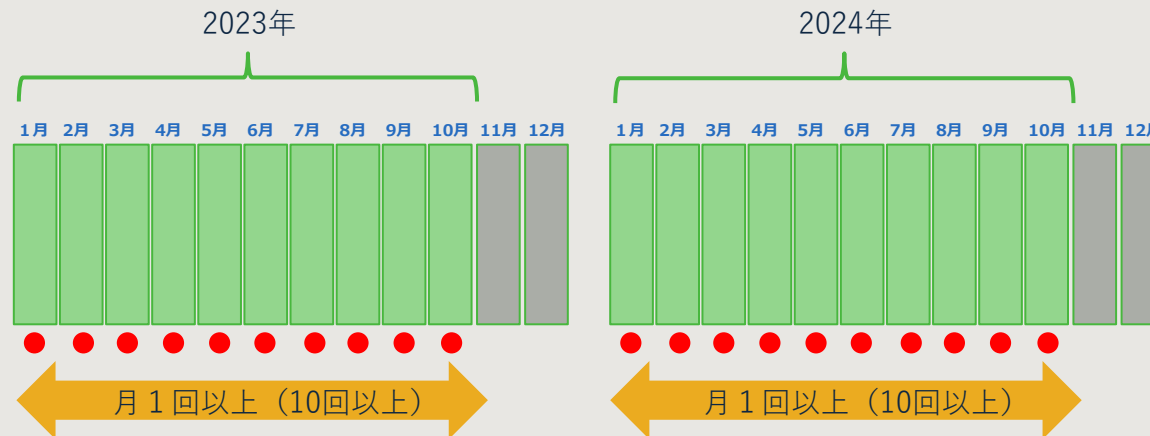 2023年
2024年
1月 2月 3月 4月 5月 6月 7月 8月 9月 10月 11月 12月
1月 2月 3月 4月 5月 6月 7月 8月 9月 10月 11月 12月
月１回以上（10回以上）
月１回以上（10回以上）